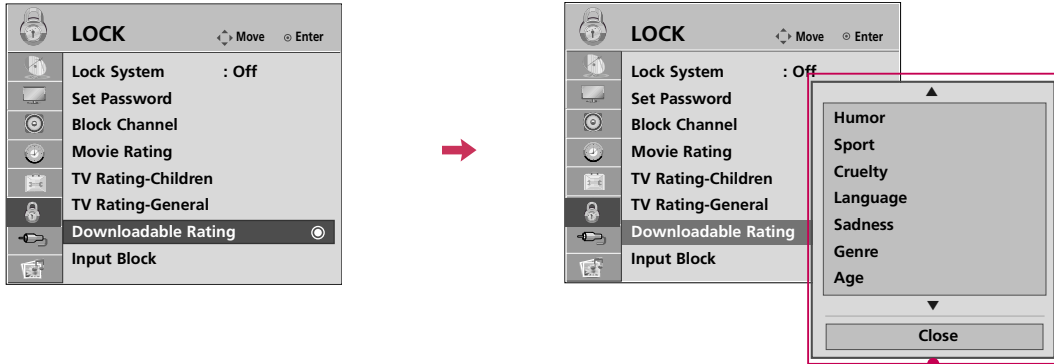 LOCK
Move
Enter
Lock System : Off
Set Password
Block Channel
Movie Rating
TV Rating-Children
TV Rating-General
Downloadable Rating
Input Block
LOCK
Move
Enter
Lock System : Off
Set Password
Block Channel
Movie Rating
TV Rating-Children
TV Rating-General
Downloadable Rating
Input Block
Humor
Sport
Cruelty
Language
Sadness
Genre
Age
Close